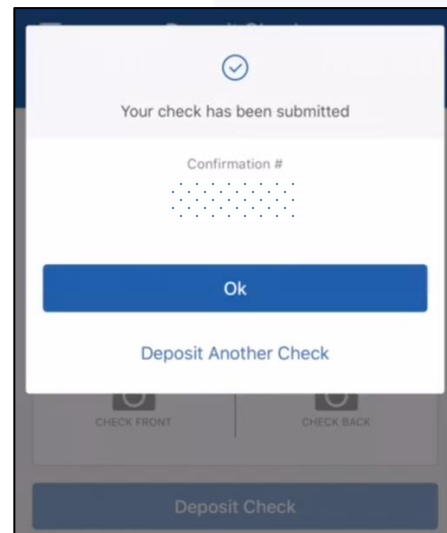 Your check has been submitted
Confirmation #
Ok
Deposit Another Check
CHECK FRONT
CHECK BACK
Deposit Check